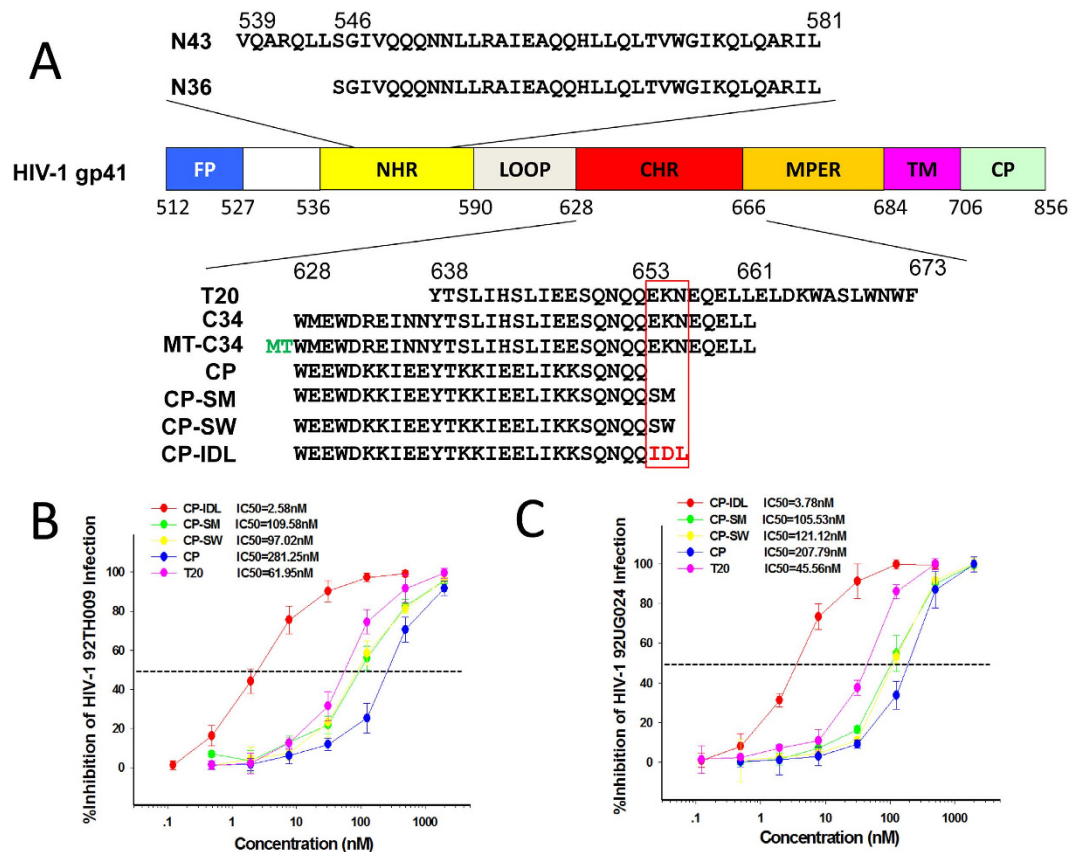 A
539 546 581
N43 VQARQLLSGIVQQQNNLLRAIEAQQHLLQLTVWGIKQLQARIL
N36 SGIVQQQNNLLRAIEAQQHLLQLTVWGIKQLQARIL
HIV-1 gp41 FP NHR LOOP CHR MPER TM CP
512 527 536 590 628 666 684 706 856
628 638 653 661 673
T20 YTSLIHSLIEESQNQQEKNEQELLELDKWASLWNWF
C34 WMEWDREINNYTSLIHSLIEESQNQQEKNEQELL
MT-C34 MTWMEWDREINNYTSLIHSLIEESQNQQEKNEQELL
CP WEEWDKKIEEYTKKIEELIKKSQNQQ
CP-SM WEEWDKKIEEYTKKIEELIKKSQNQQSM
CP-SW WEEWDKKIEEYTKKIEELIKKSQNQQSW
CP-IDL WEEWDKKIEEYTKKIEELIKKSQNQQIDL
B
CP-IDL IC50=2.58nM
CP-SM IC50=109.58nM
CP-SW IC50=97.02nM
CP IC50=281.25nM
T20 IC50=61.95nM
%Inhibition of HIV-1 92TH009 Infection
100
80
60
40
20
0
.1 1 10 100 1000
Concentration (nM)
C
CP-IDL IC50=3.78nM
CP-SM IC50=105.53nM
CP-SW IC50=121.12nM
CP IC50=207.79nM
T20 IC50=45.56nM
%Inhibition of HIV-1 92UG024 Infection
100
80
60
40
20
0
.1 1 10 100 1000
Concentration (nM)